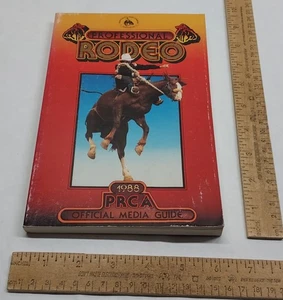 PROFESSIONAL
RODEO
1988
PRCA
OFFICIAL MEDIA GUIDE